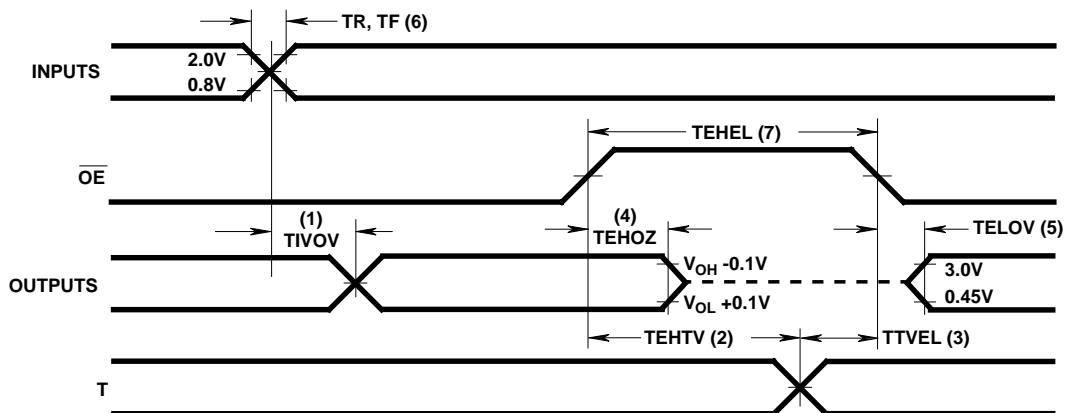 TR, TF (6)
INPUTS
2.0V
0.8V
TEHEL (7)
OE
(1)
TIVOV
(4)
TEHOZ
TELOV (5)
OUTPUTS
VOH -0.1V
VOL +0.1V
3.0V
0.45V
TEHTV (2)
TTVEL (3)
T